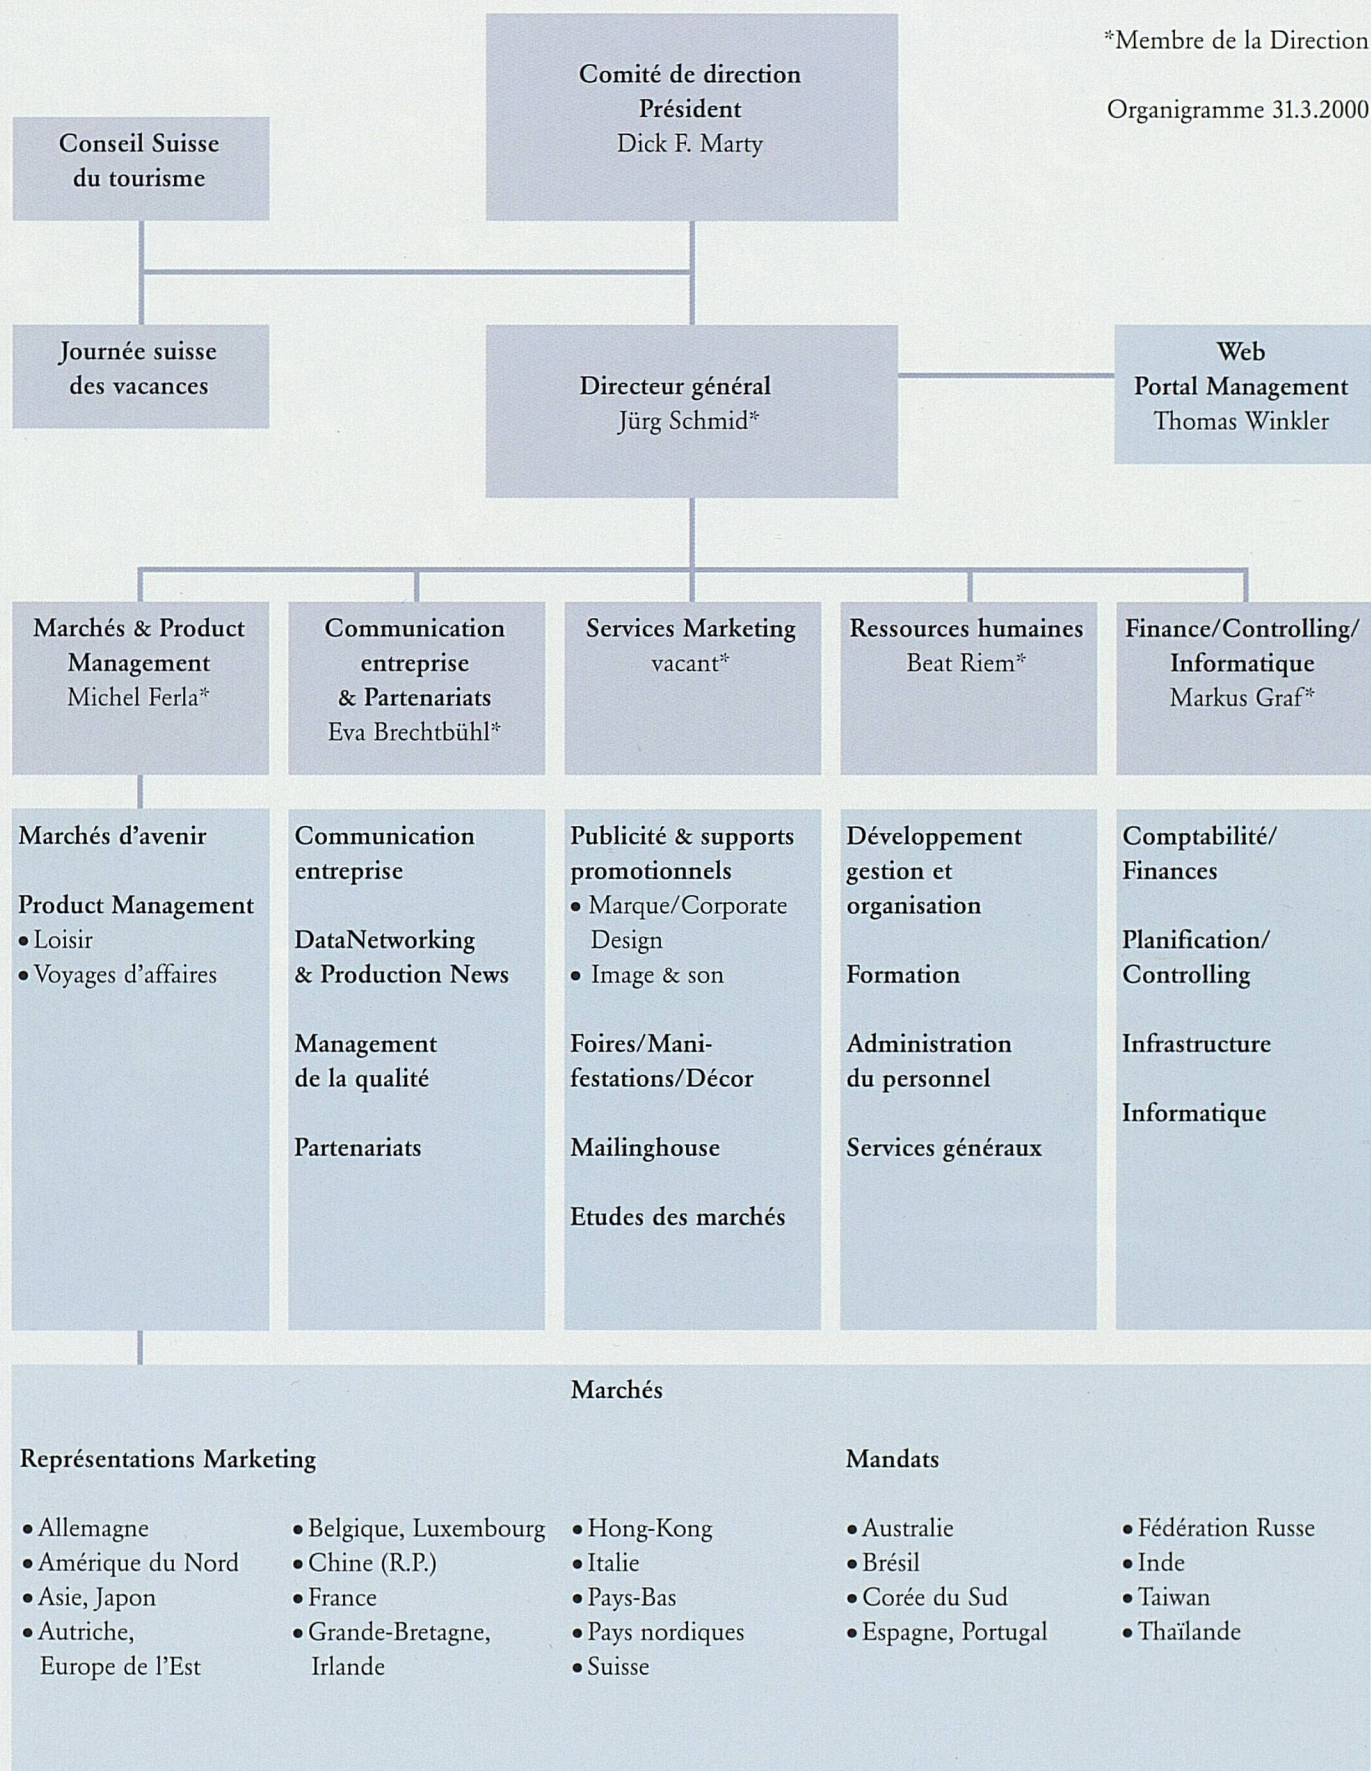 *Membre de la Direction
Organigramme 31.3.2000
Comité de direction
Président
Dick F. Marty
Conseil Suisse
du tourisme
Journée suisse
des vacances
Directeur général
Jürg Schmid*
Web
Portal Management
Thomas Winkler
Marchés & Product
Management
Michel Ferla*
Communication
entreprise
& Partenariats
Eva Brechtbühl*
Services Marketing
vacant*
Ressources humaines
Beat Riem*
Finance/Controlling/
Informatique
Markus Graf*
Marchés d'avenir
Product Management
• Loisir
• Voyages d'affaires
Communication
entreprise
DataNetworking
& Production News
Management
de la qualité
Partenariats
Publicité & supports
promotionnels
• Marque/Corporate
Design
• Image & son
Foires/Mani-
festations/Décor
Mailinghouse
Etudes des marchés
Développement
gestion et
organisation
Formation
Administration
du personnel
Services généraux
Comptabilité/
Finances
Planification/
Controlling
Infrastructure
Informatique
Marchés
Représentations Marketing
• Allemagne
• Amérique du Nord
• Asie, Japon
• Autriche,
Europe de l'Est
• Belgique, Luxembourg
• Chine (R.P.)
• France
• Grande-Bretagne,
Irlande
• Hong-Kong
• Italie
• Pays-Bas
• Pays nordiques
• Suisse
Mandats
• Australie
• Brésil
• Corée du Sud
• Espagne, Portugal
• Fédération Russe
• Inde
• Taiwan
• Thaïlande